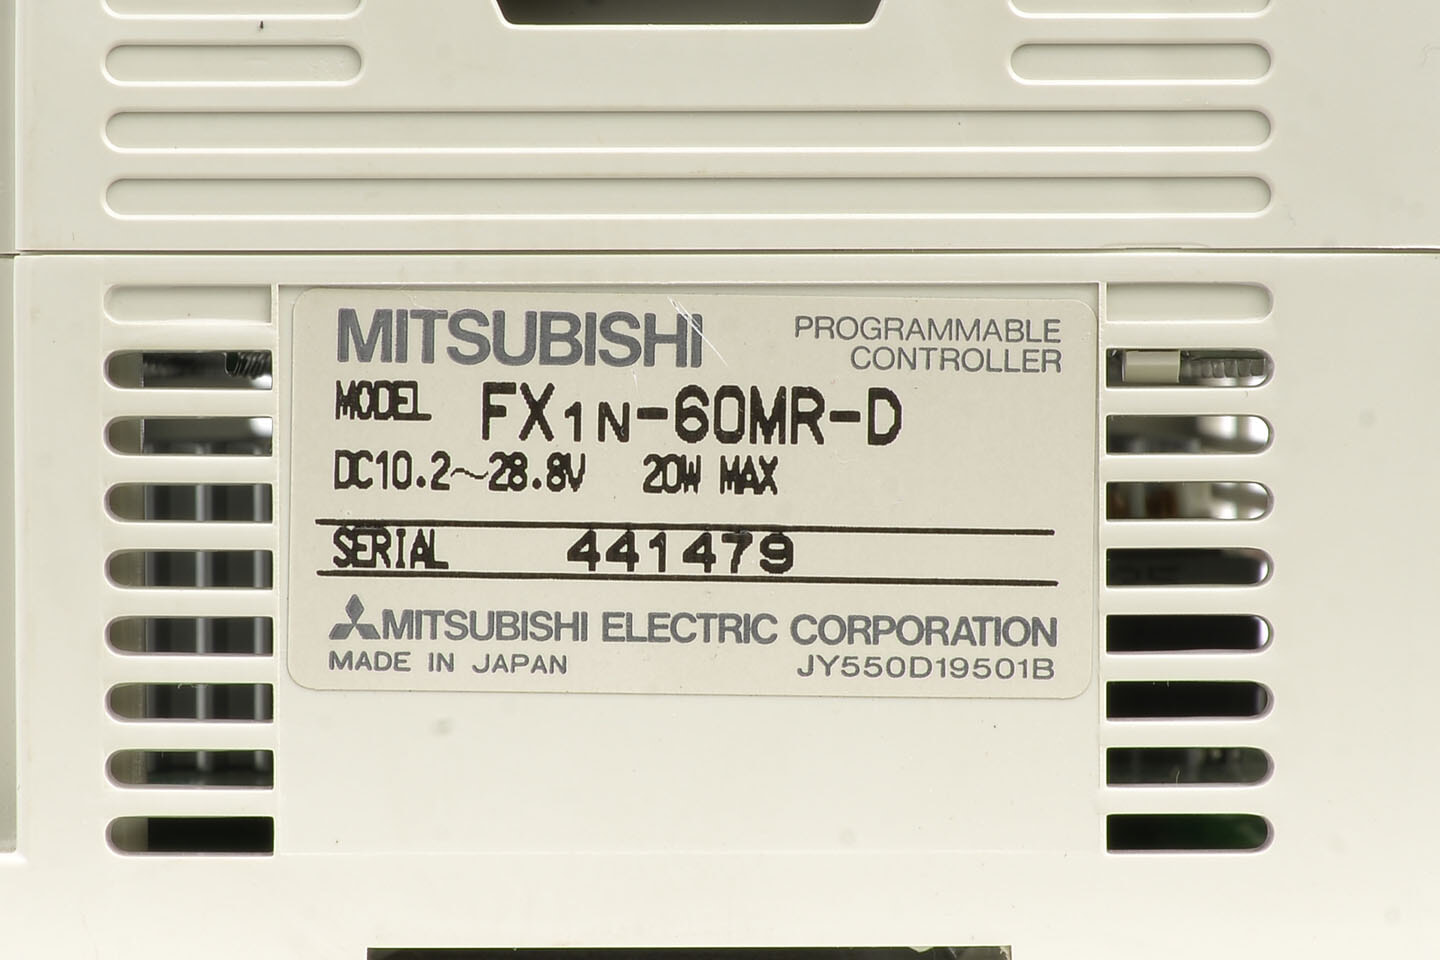 MITSUBISHI
PROGRAMMABLE
CONTROLLER
MODEL FX1N-60MR-D
DC10.2~28.8V 20W MAX
SERIAL 441479
MITSUBISHI ELECTRIC CORPORATION
MADE IN JAPAN JY550D19501B